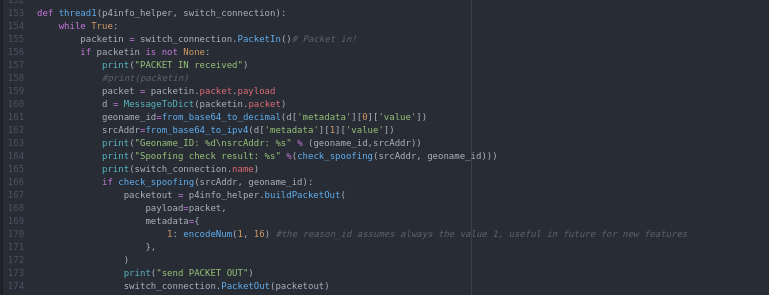 153 def thread1(p4info_helper, switch_connection):
154     while True:
155         packetin = switch_connection.PacketIn()# Packet in!
156         if packetin is not None:
157             print("PACKET IN received")
158             #print(packetin)
159             packet = packetin.packet.payload
160             d = MessageToDict(packetin.packet)
161             geoname_id=from_base64_to_decimal(d['metadata'][0]['value'])
162             srcAddr=from_base64_to_ipv4(d['metadata'][1]['value'])
163             print("Geoname_ID: %d\nsrcAddr: %s" % (geoname_id,srcAddr))
164             print("Spoofing check result: %s" %(check_spoofing(srcAddr, geoname_id)))
165             print(switch_connection.name)
166             if check_spoofing(srcAddr, geoname_id):
167                 packetout = p4info_helper.buildPacketOut(
168                     payload=packet,
169                     metadata={
170                         1: encodeNum(1, 16) #the reason_id assumes always the value 1, useful in future for new features
171                     },
172                 )
173                 print("send PACKET OUT")
174                 switch_connection.PacketOut(packetout)